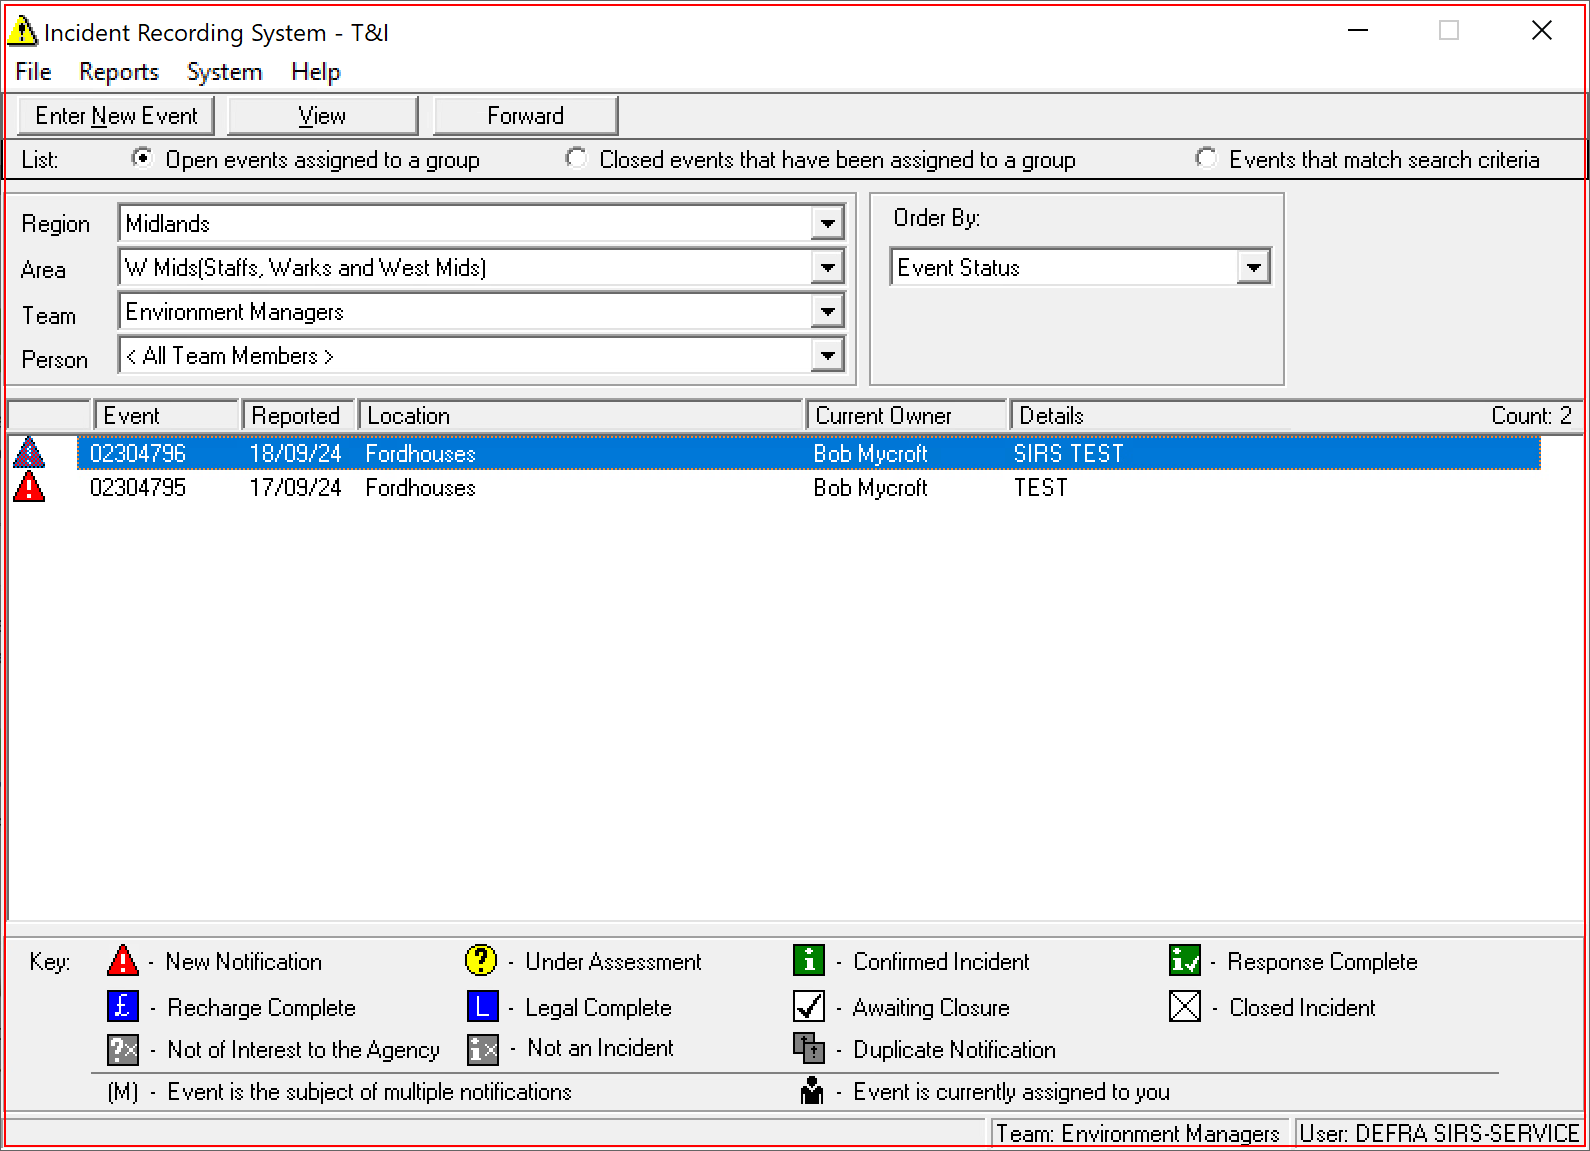 Incident Recording System - T&I
File Reports System Help
Enter New Event View Forward
List: Open events assigned to a group Closed events that have been assigned to a group Events that match search criteria
Region Midlands
Area W Mids(Staffs, Warks and West Mids)
Team Environment Managers
Person < All Team Members >
Order By:
Event Status
Event Reported Location Current Owner Details Count: 2
02304796 18/09/24 Fordhouses Bob Mycroft SIRS TEST
02304795 17/09/24 Fordhouses Bob Mycroft TEST
Key: ! - New Notification ? - Under Assessment i - Confirmed Incident i - Response Complete
£ - Recharge Complete L - Legal Complete - Awaiting Closure - Closed Incident
?x - Not of Interest to the Agency ix - Not an Incident - Duplicate Notification
(M) - Event is the subject of multiple notifications - Event is currently assigned to you
Team: Environment Managers User: DEFRA SIRS-SERVICE